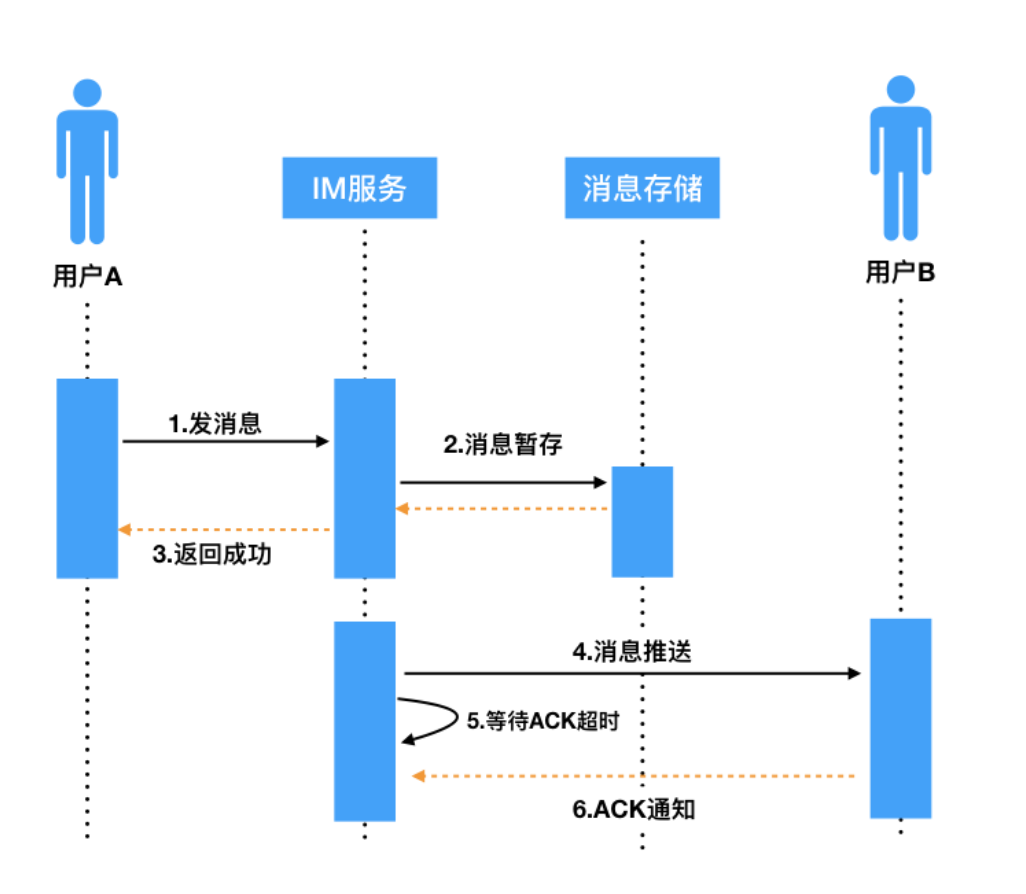 IM服务
消息存储
用户A
用户B
1.发消息
2.消息暂存
3.返回成功
4.消息推送
5.等待ACK超时
6.ACK通知